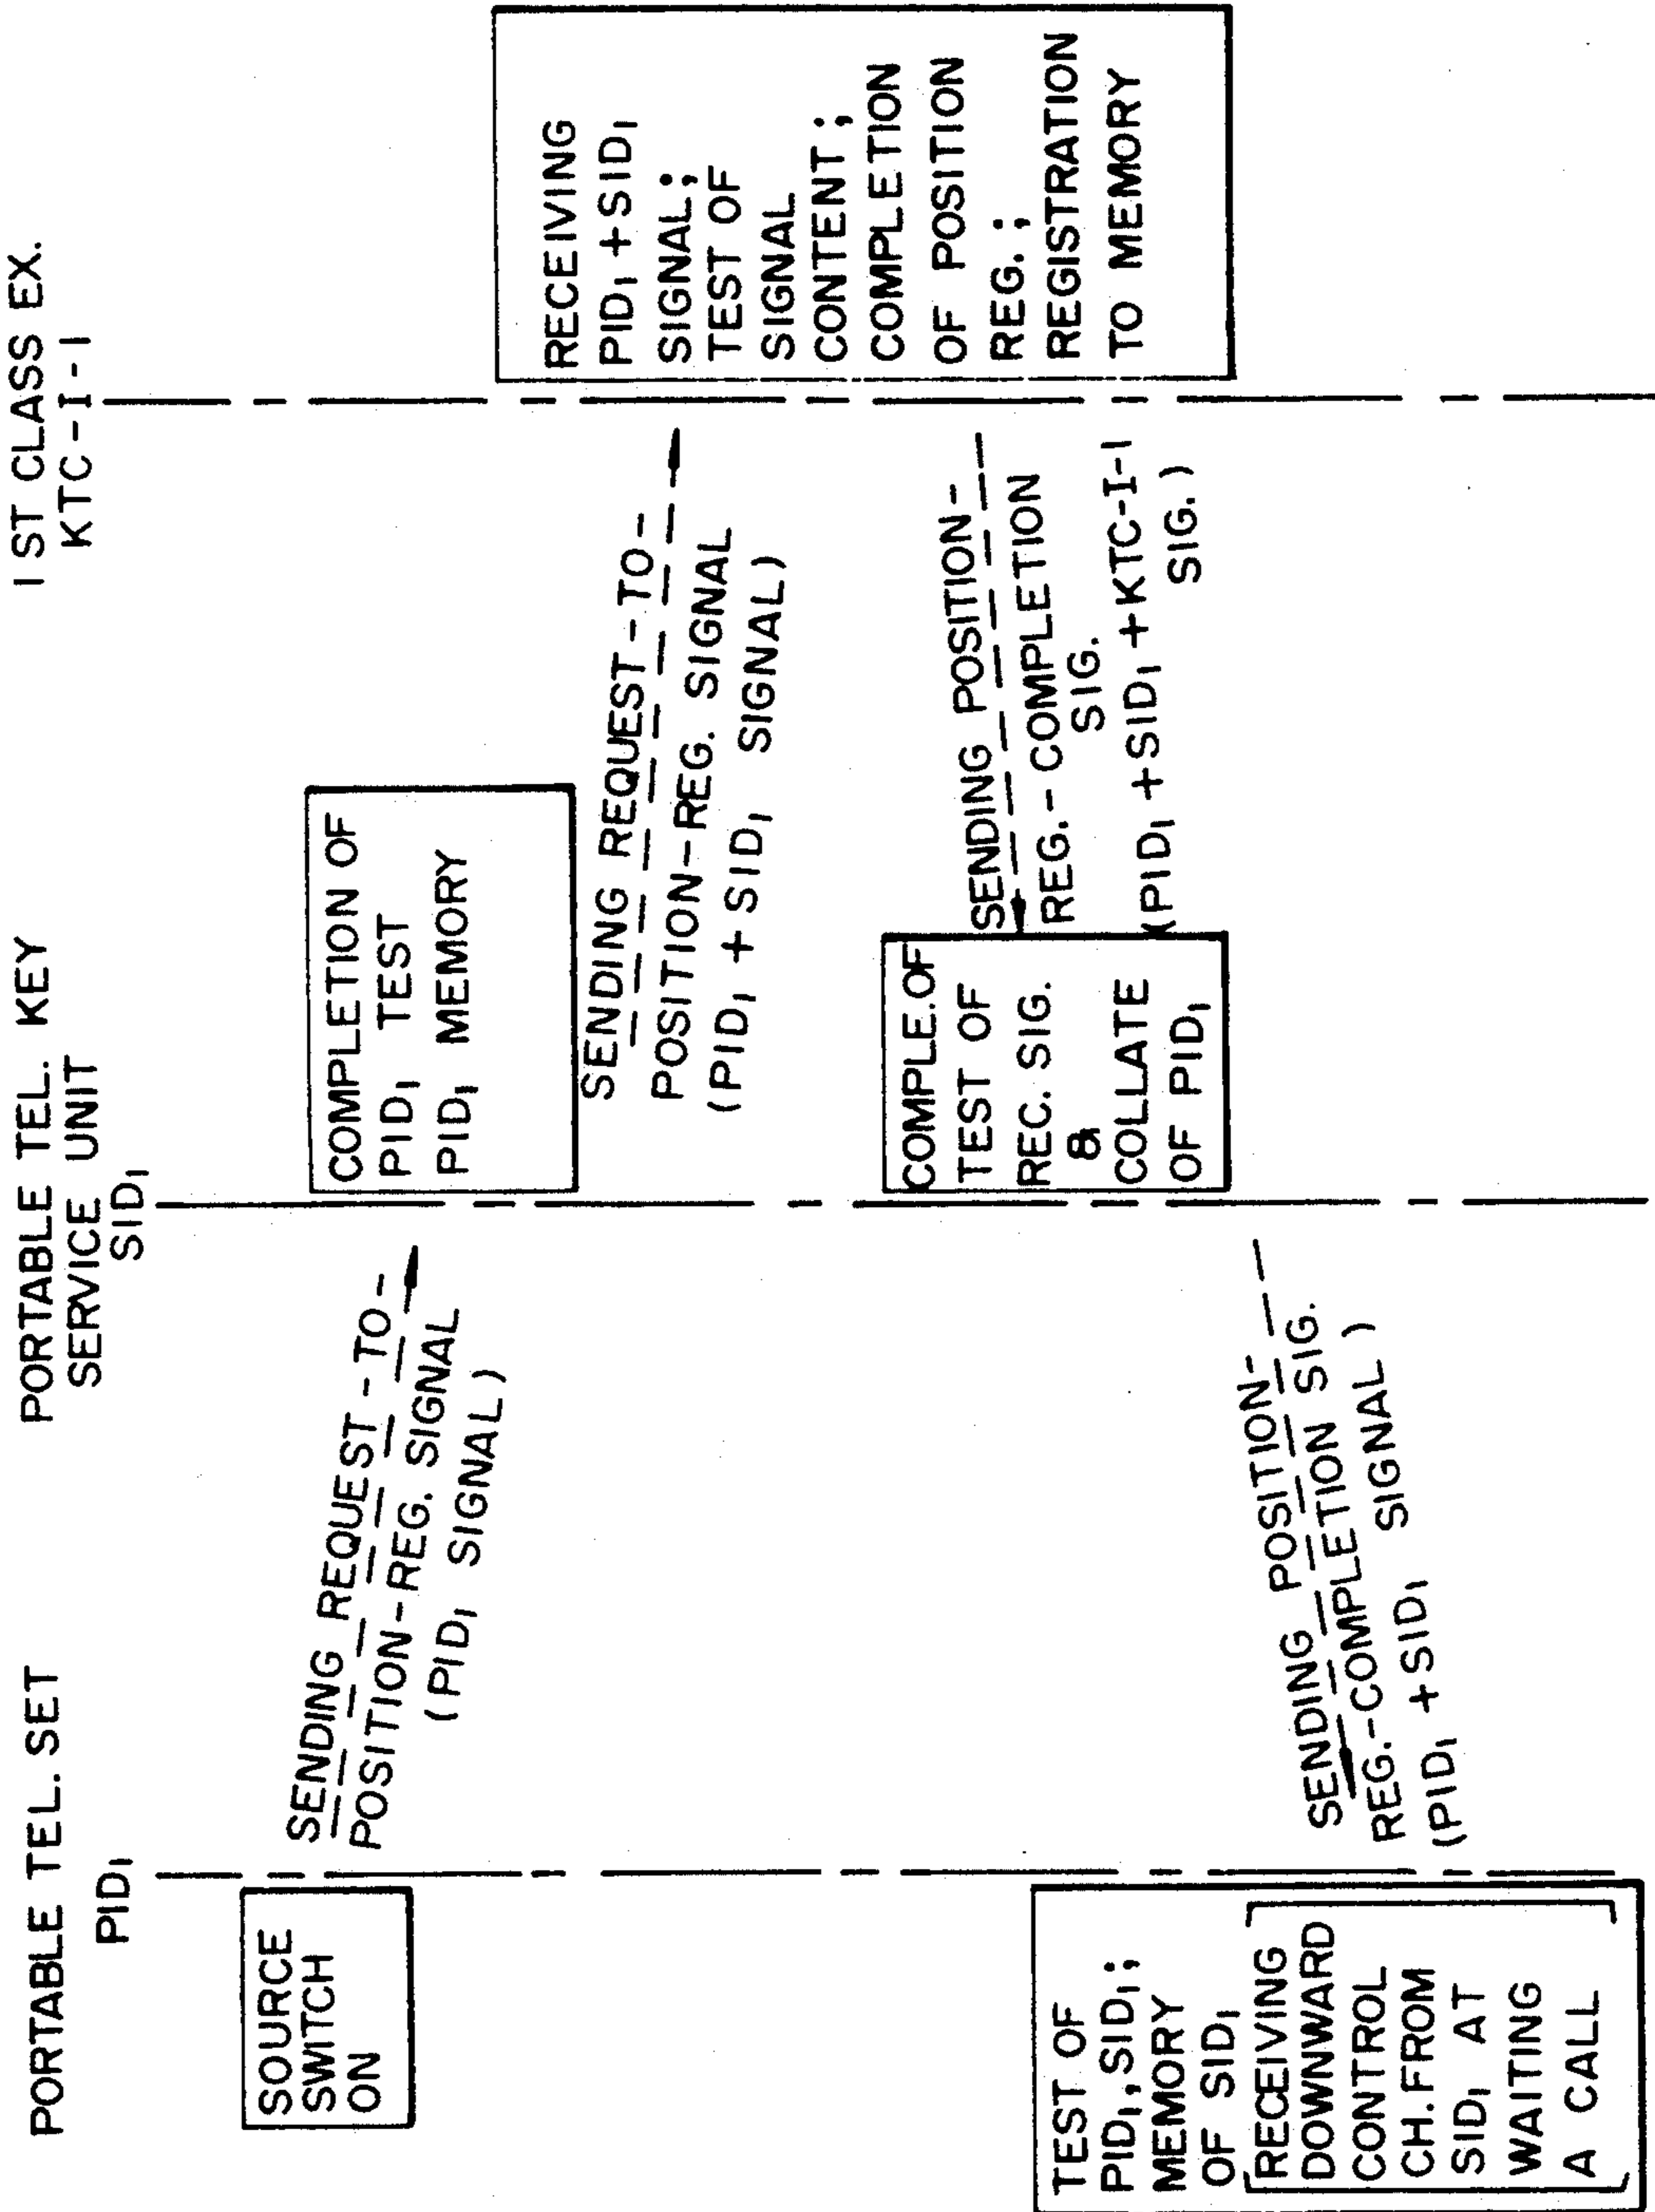 PORTABLE TEL. SET
PID₁
PORTABLE TEL. KEY
SERVICE UNIT
SID₁
1ST CLASS EX.
KTC-I-1
SOURCE
SWITCH
ON
SENDING REQUEST-TO-
POSITION-REG. SIGNAL
(PID₁ SIGNAL)
COMPLETION OF
PID₁ TEST
PID₁ MEMORY
SENDING REQUEST-TO-
POSITION-REG. SIGNAL
(PID₁ + SID₁ SIGNAL)
RECEIVING
PID₁ + SID₁
SIGNAL;
TEST OF
SIGNAL
CONTENT;
COMPLETION
OF POSITION
REG.;
REGISTRATION
TO MEMORY
SENDING POSITION-
REG.-COMPLETION
SIG.
(PID₁ + SID₁ + KTC-I-1
SIG.)
COMPLE. OF
TEST OF
REC. SIG.
&
COLLATE
OF PID₁
SENDING POSITION-
REG.-COMPLETION SIG.
(PID₁ + SID₁ SIGNAL)
TEST OF
PID₁, SID₁;
MEMORY
OF SID₁
RECEIVING
DOWNWARD
CONTROL
CH. FROM
SID₁ AT
WAITING
A CALL